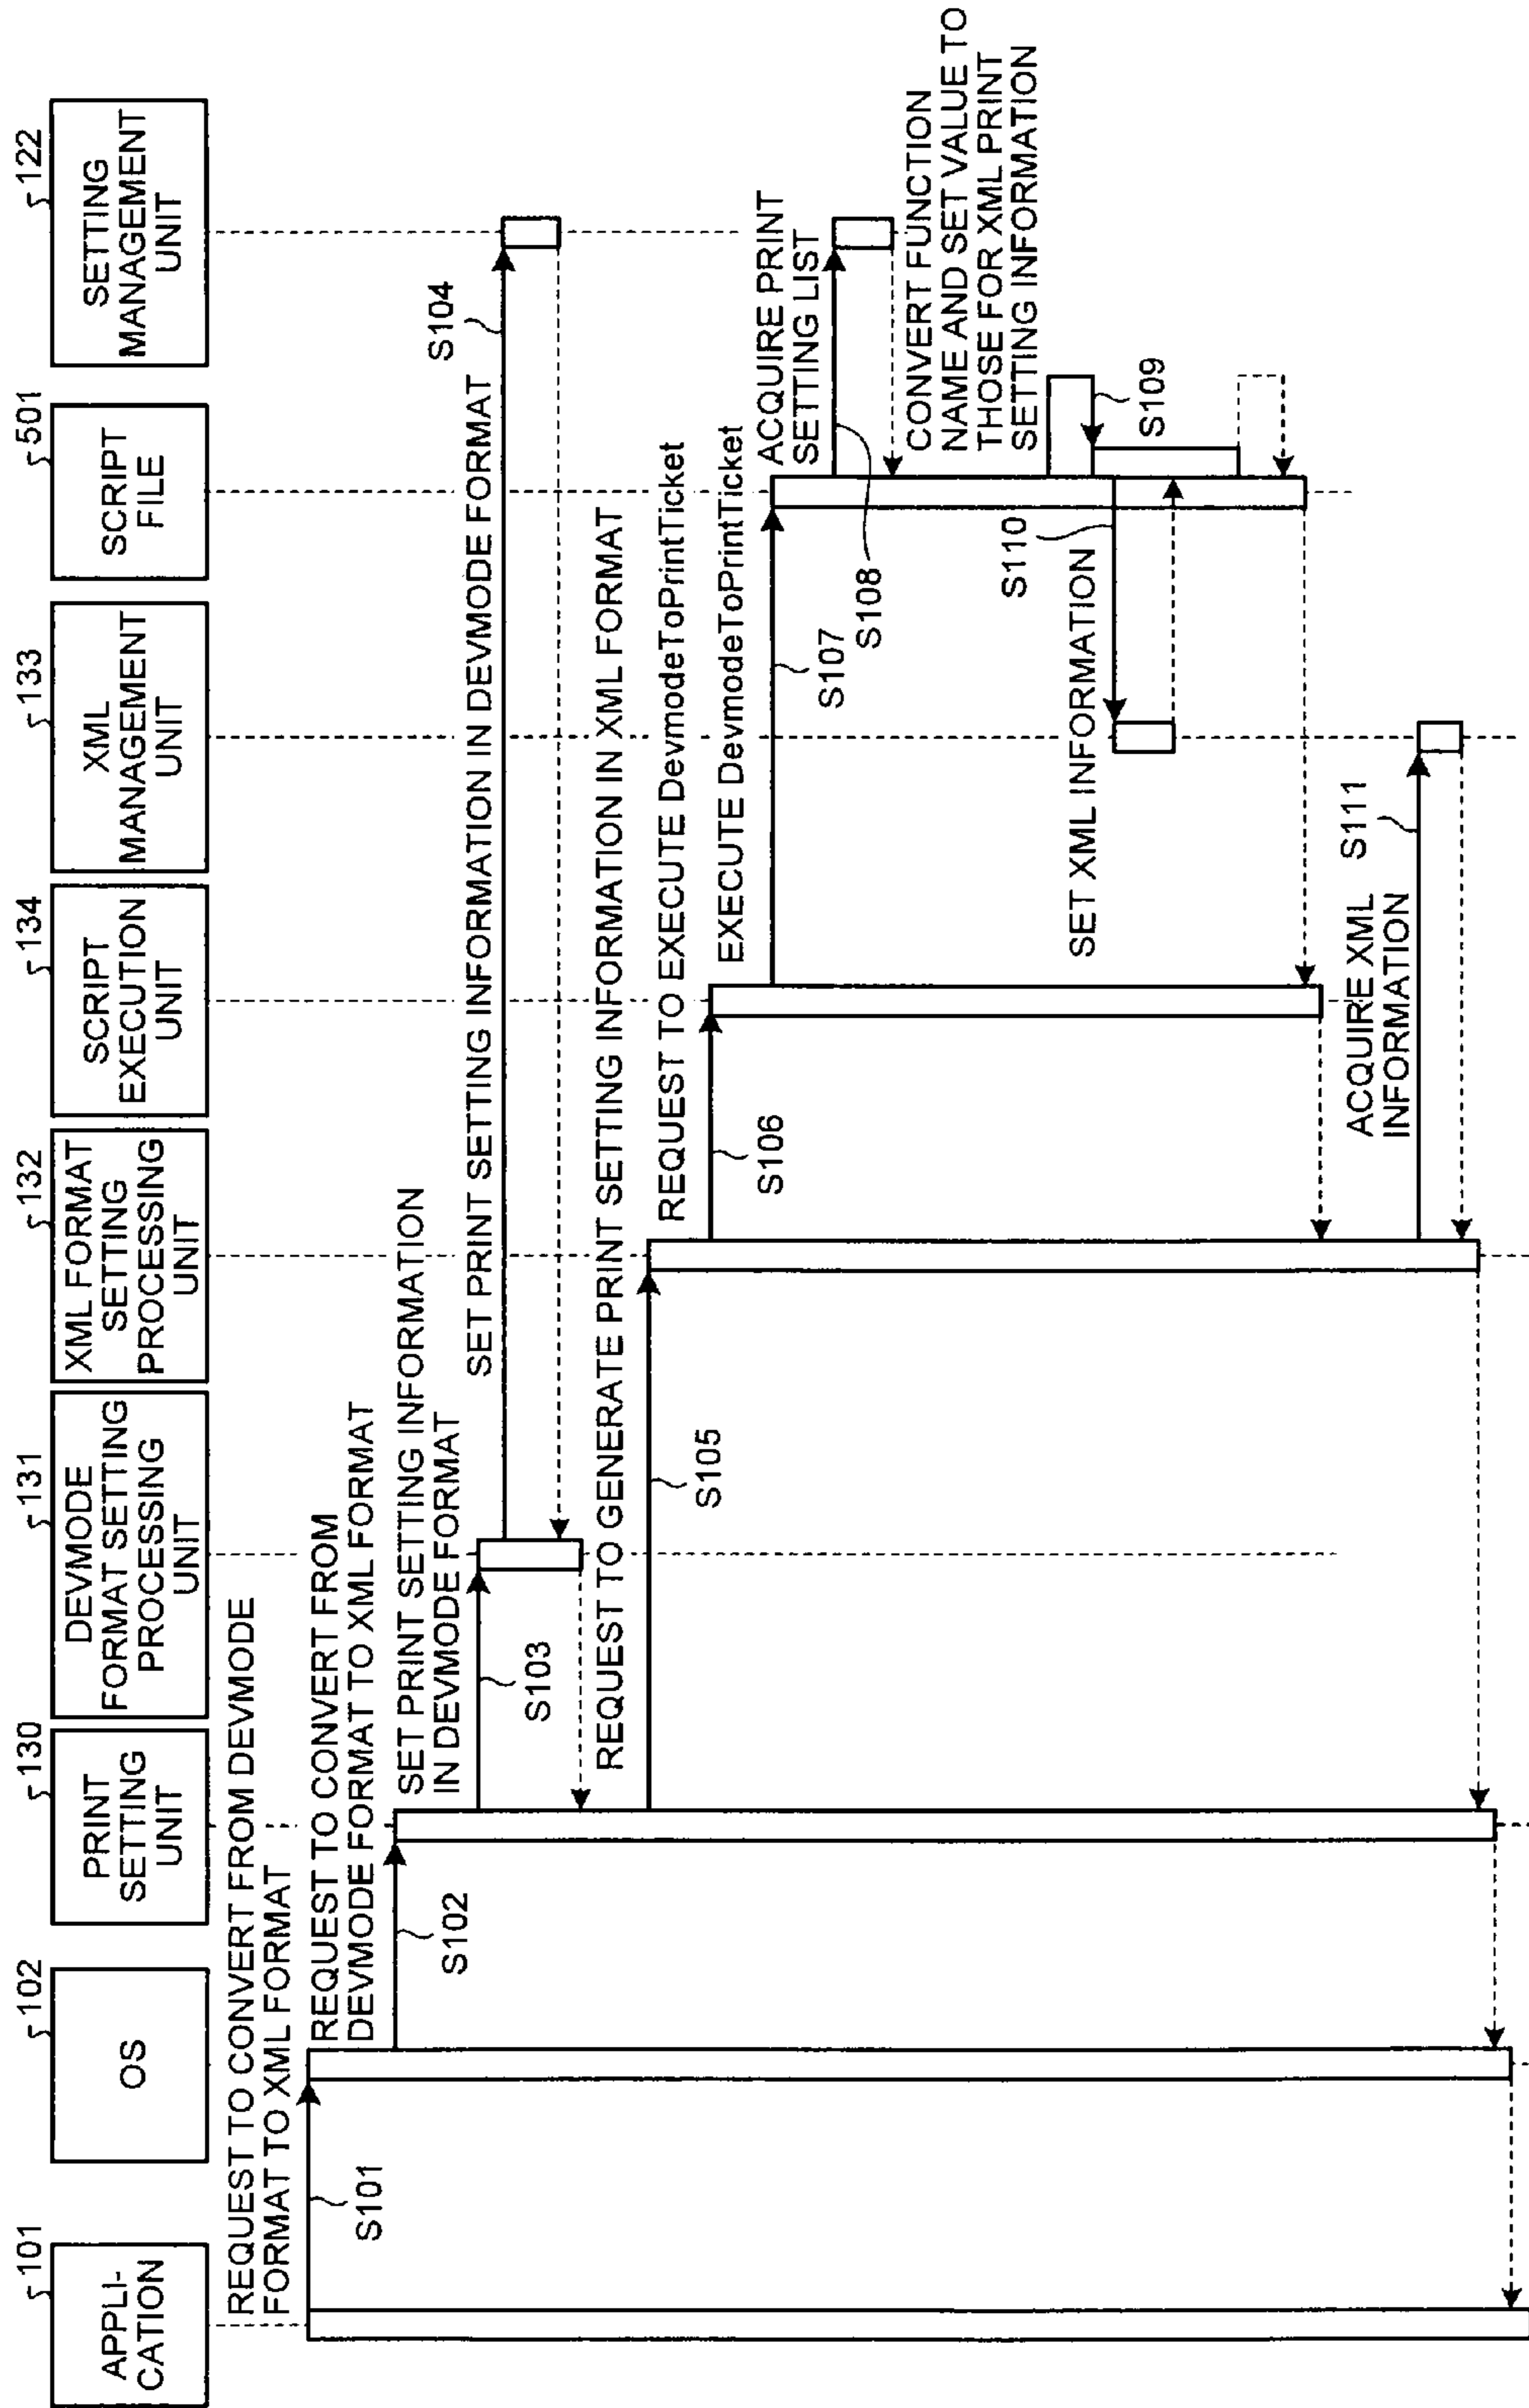 101
APPLI-
CATION
102
OS
130
PRINT
SETTING
UNIT
131
DEVMODE
FORMAT SETTING
PROCESSING
UNIT
132
XML FORMAT
SETTING
PROCESSING
UNIT
134
SCRIPT
EXECUTION
UNIT
133
XML
MANAGEMENT
UNIT
501
SCRIPT
FILE
122
SETTING
MANAGEMENT
UNIT
REQUEST TO CONVERT FROM DEVMODE
FORMAT TO XML FORMAT
S101
REQUEST TO CONVERT FROM
DEVMODE FORMAT TO XML FORMAT
S102
SET PRINT SETTING INFORMATION
IN DEVMODE FORMAT
S103
SET PRINT SETTING INFORMATION IN DEVMODE FORMAT
S104
REQUEST TO GENERATE PRINT SETTING INFORMATION IN XML FORMAT
S105
REQUEST TO EXECUTE DevmodeToPrintTicket
S106
EXECUTE DevmodeToPrintTicket
S107
ACQUIRE PRINT
SETTING LIST
S108
CONVERT FUNCTION
NAME AND SET VALUE TO
THOSE FOR XML PRINT
SETTING INFORMATION
S109
SET XML INFORMATION
S110
ACQUIRE XML
INFORMATION
S111